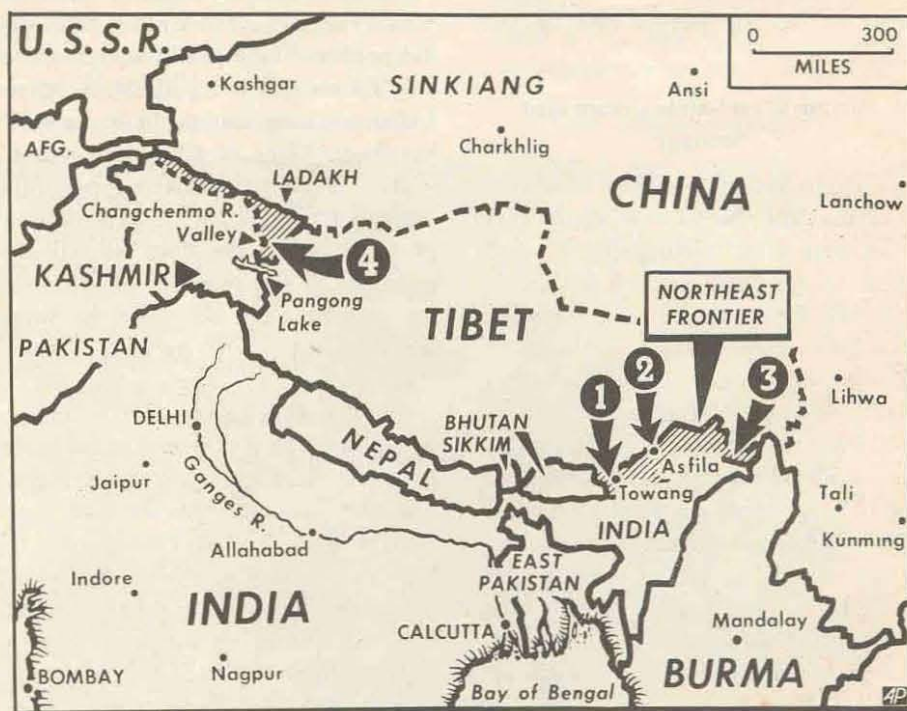 U. S. S. R.
Kashgar
SINKIANG
Ansi
0 300
MILES
AFG.
LADAKH
Charkhlig
CHINA
Lanchow
Changchenmo R.
Valley
4
KASHMIR
Pangong
Lake
TIBET
NORTHEAST
FRONTIER
PAKISTAN
1
2
3
Lihwa
DELHI
BHUTAN
SIKKIM
NEPAL
Asfila
Towang
Jaipur
Ganges R.
INDIA
Tali
Kunming
Allahabad
EAST
PAKISTAN
Indore
INDIA
CALCUTTA
Mandalay
BOMBAY
Nagpur
Bay of Bengal
BURMA
AP